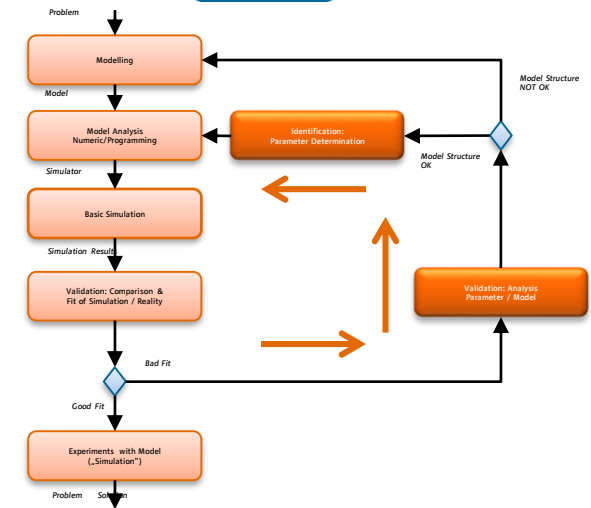 Problem
Modelling
Model Structure
NOT OK
Model
Model Analysis
Numeric/Programming
Identification:
Parameter Determination
Model Structure
OK
Simulator
Basic Simulation
Simulation Results
Validation: Comparison &
Fit of Simulation / Reality
Validation: Analysis
Parameter / Model
Bad Fit
Good Fit
Experiments with Model
(„Simulation")
Problem Solution